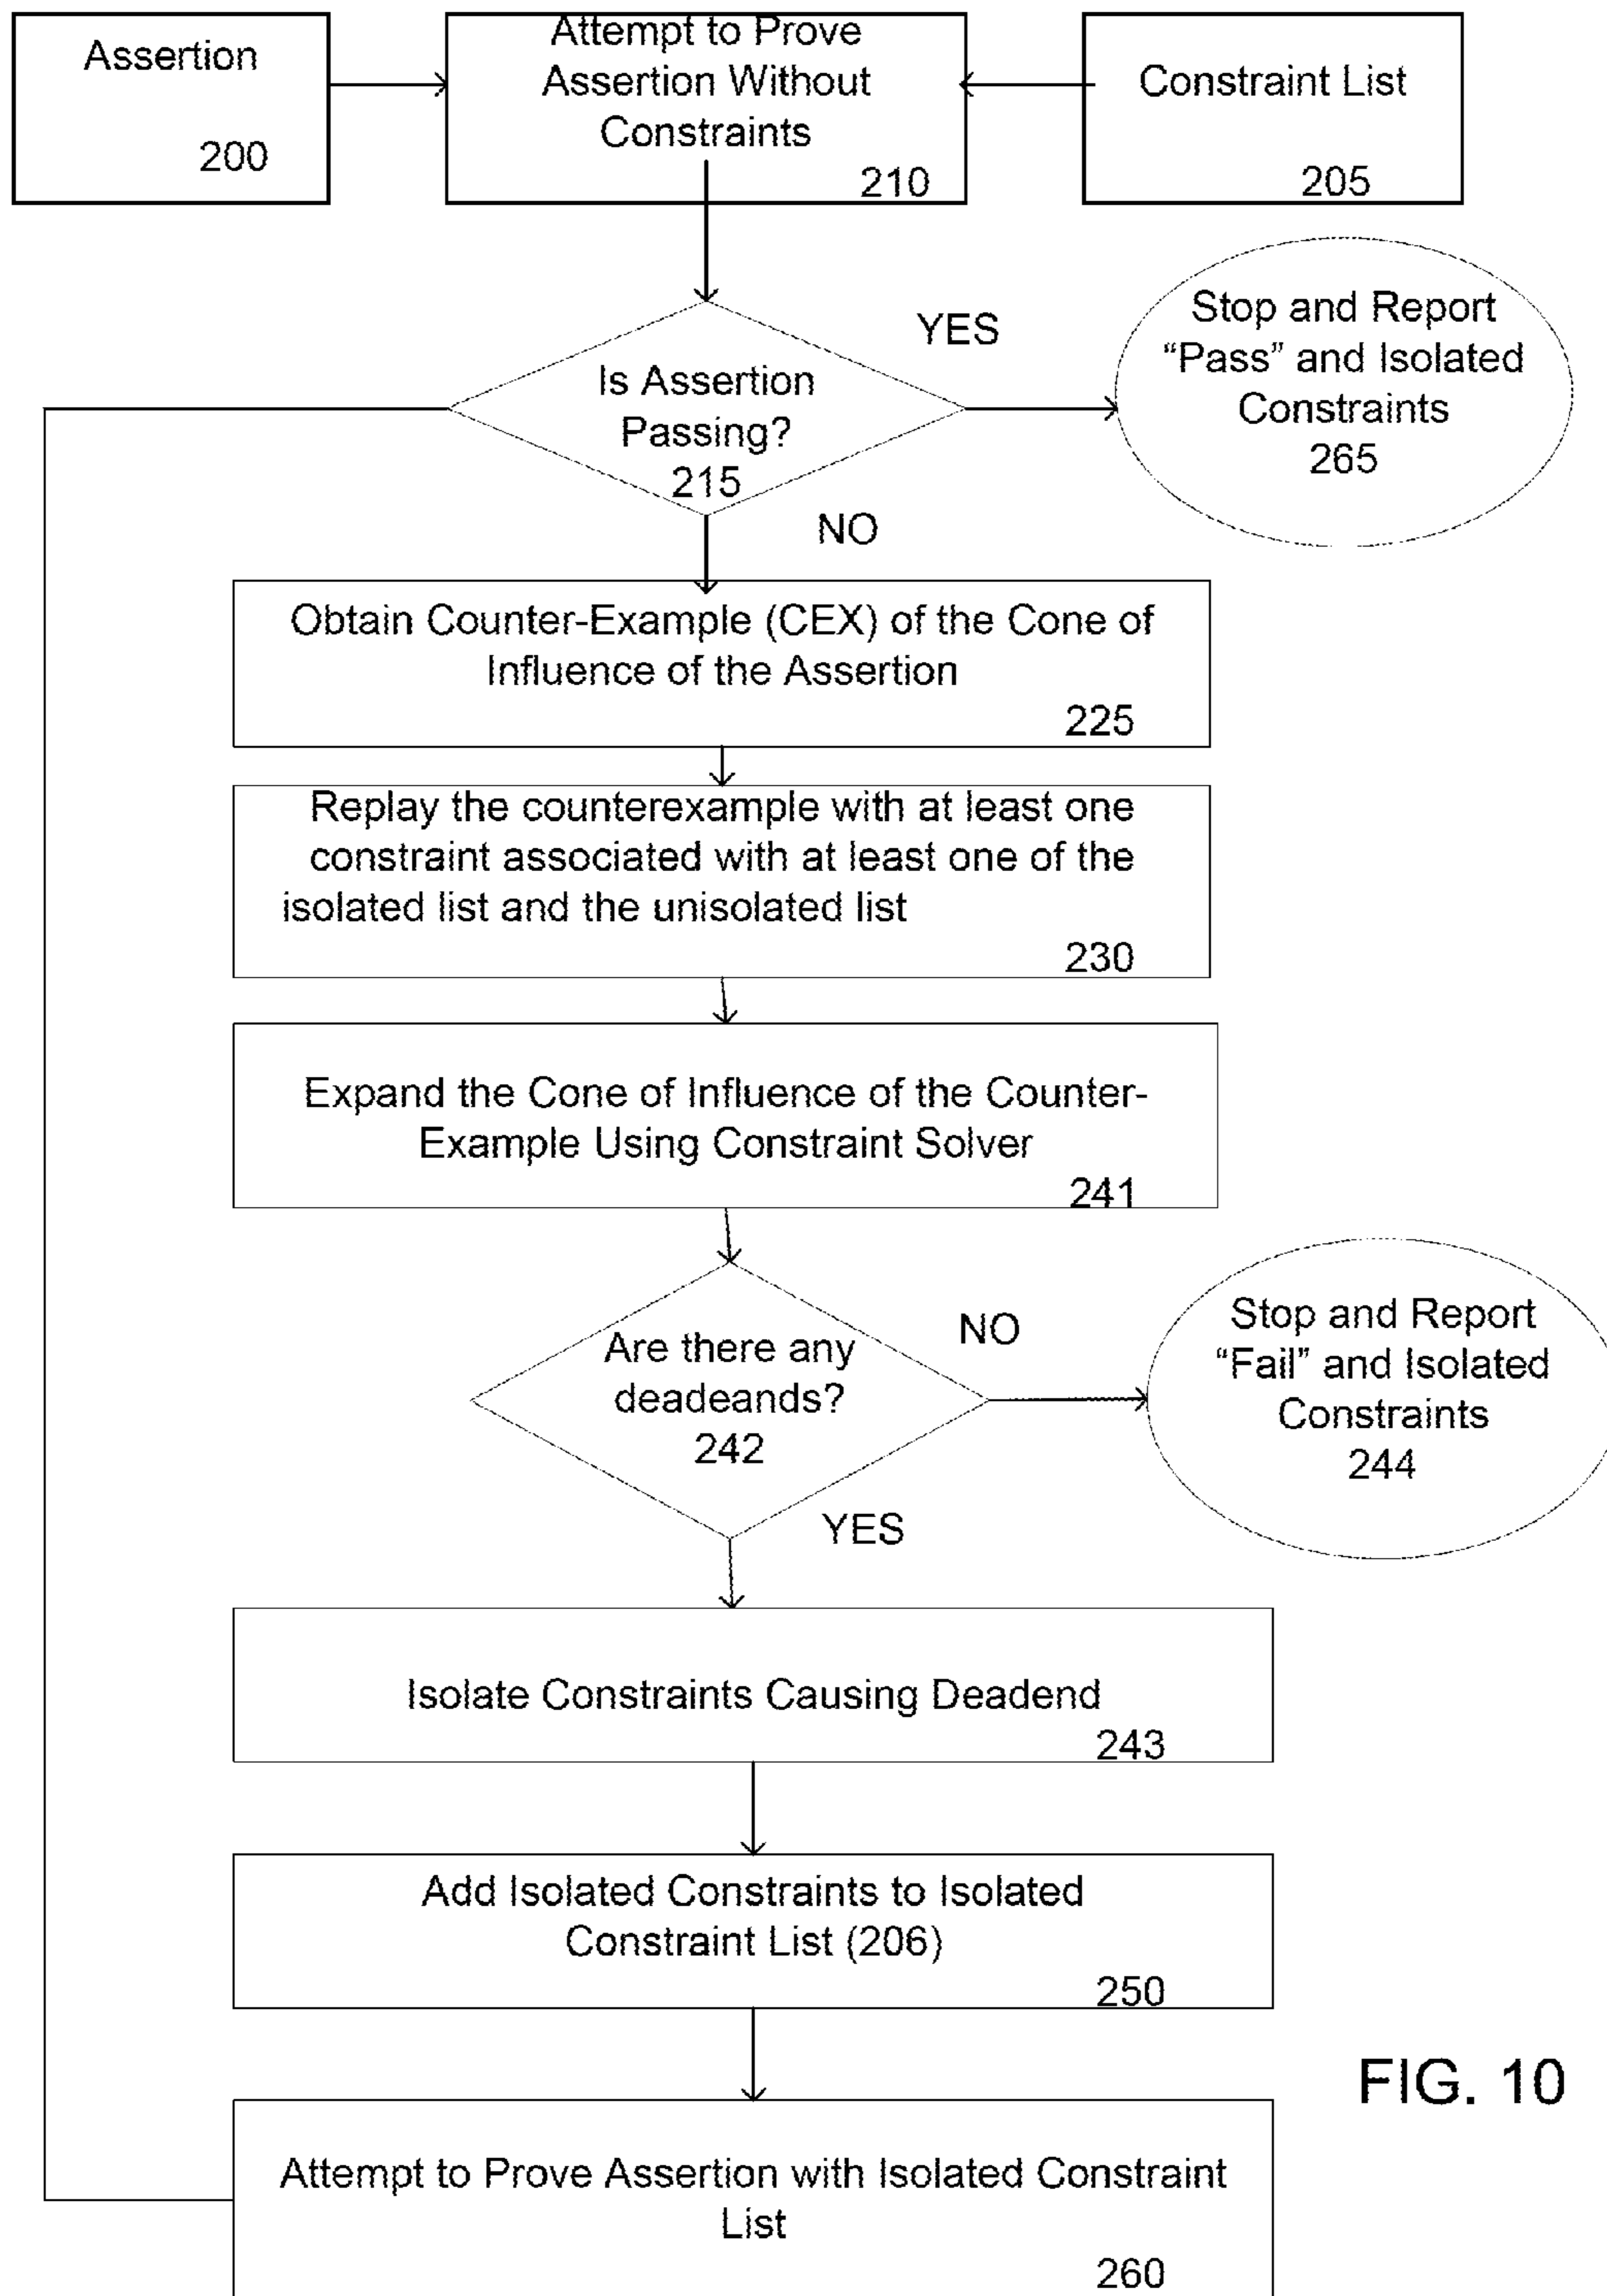 Assertion
200
Attempt to Prove
Assertion Without
Constraints
210
Constraint List
205
Is Assertion
Passing?
215
YES
NO
Stop and Report
“Pass” and Isolated
Constraints
265
Obtain Counter-Example (CEX) of the Cone of
Influence of the Assertion
225
Replay the counterexample with at least one
constraint associated with at least one of the
isolated list and the unisolated list
230
Expand the Cone of Influence of the Counter-
Example Using Constraint Solver
241
Are there any
deadeands?
242
NO
YES
Stop and Report
“Fail” and Isolated
Constraints
244
Isolate Constraints Causing Deadend
243
Add Isolated Constraints to Isolated
Constraint List (206)
250
Attempt to Prove Assertion with Isolated Constraint
List
260
FIG. 10